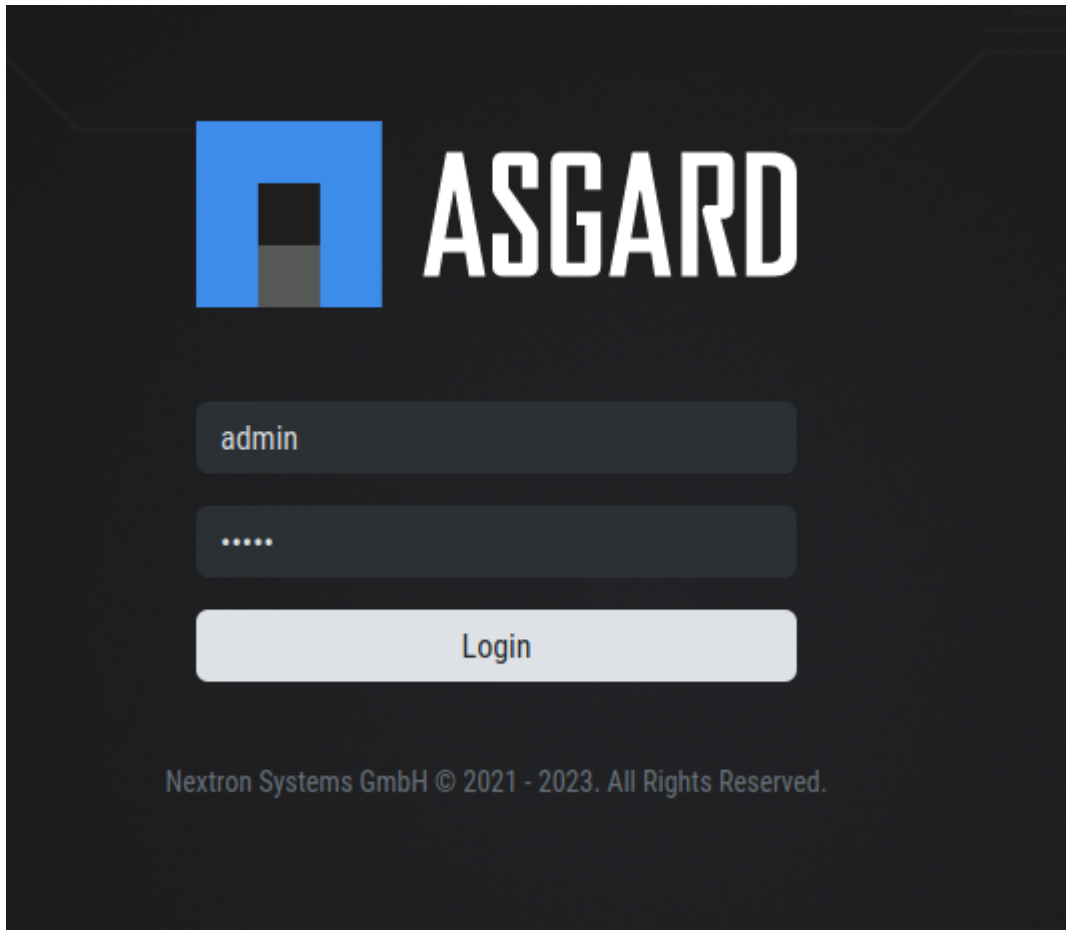 ASGARD
admin
•••••
Login
Nextron Systems GmbH © 2021 - 2023. All Rights Reserved.